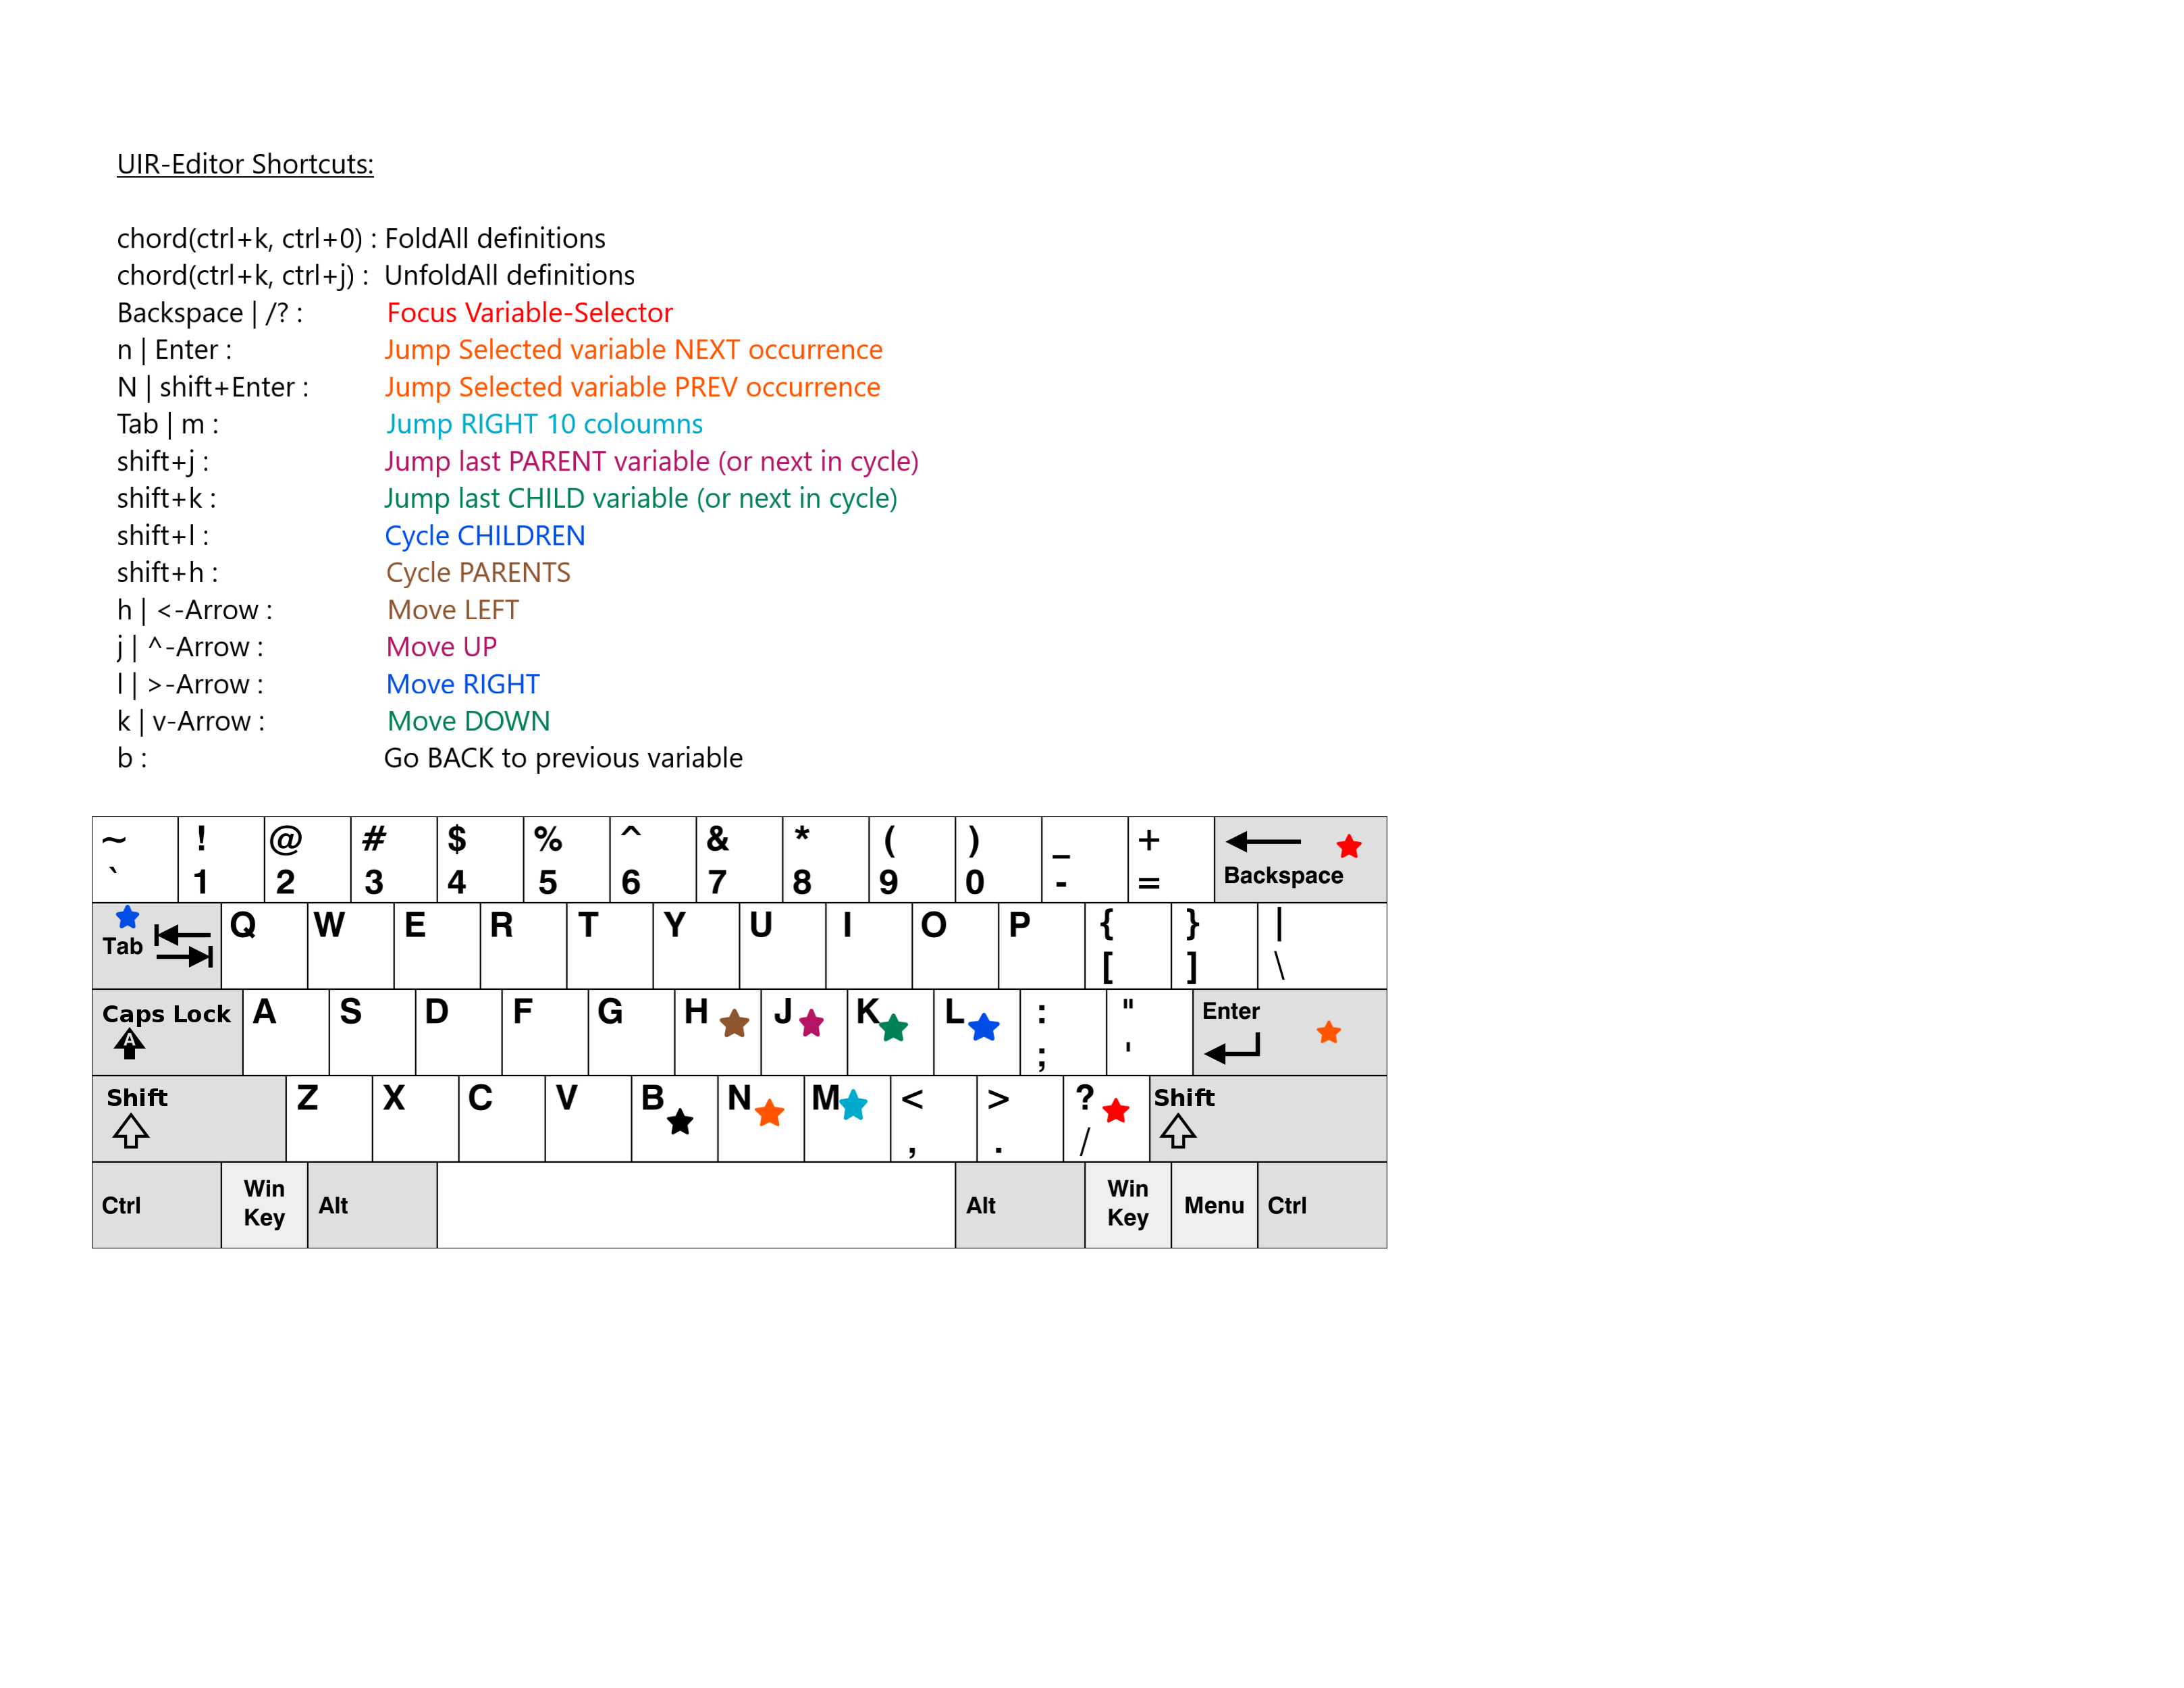 UIR-Editor Shortcuts:
chord(ctrl+k, ctrl+0) : FoldAll definitions
chord(ctrl+k, ctrl+j) : UnfoldAll definitions
Backspace | /? : Focus Variable-Selector
n | Enter : Jump Selected variable NEXT occurrence
N | shift+Enter : Jump Selected variable PREV occurrence
Tab | m : Jump RIGHT 10 coloumns
shift+j : Jump last PARENT variable (or next in cycle)
shift+k : Jump last CHILD variable (or next in cycle)
shift+l : Cycle CHILDREN
shift+h : Cycle PARENTS
h | <-Arrow : Move LEFT
j | ^-Arrow : Move UP
l | >-Arrow : Move RIGHT
k | v-Arrow : Move DOWN
b : Go BACK to previous variable
~ ! @ # $ % ^ & * ( ) _ +
` 1 2 3 4 5 6 7 8 9 0 - = Backspace
Tab Q W E R T Y U I O P { } |
[ ] \
Caps Lock A S D F G H J K L : " Enter
A ; '
Shift Z X C V B N M < > ? Shift
, . /
Ctrl Win Key Alt Alt Win Key Menu Ctrl